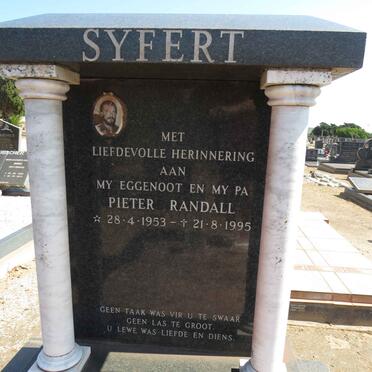 SYFERT
MET
LIEFDEVOLLE HERINNERING
AAN
MY EGGENOOT EN MY PA
PIETER RANDALL
☆ 28·4·1953 – † 21·8·1995
GEEN TAAK WAS VIR U TE SWAAR
GEEN LAS TE GROOT.
U LEWE WAS LIEFDE EN DIENS.